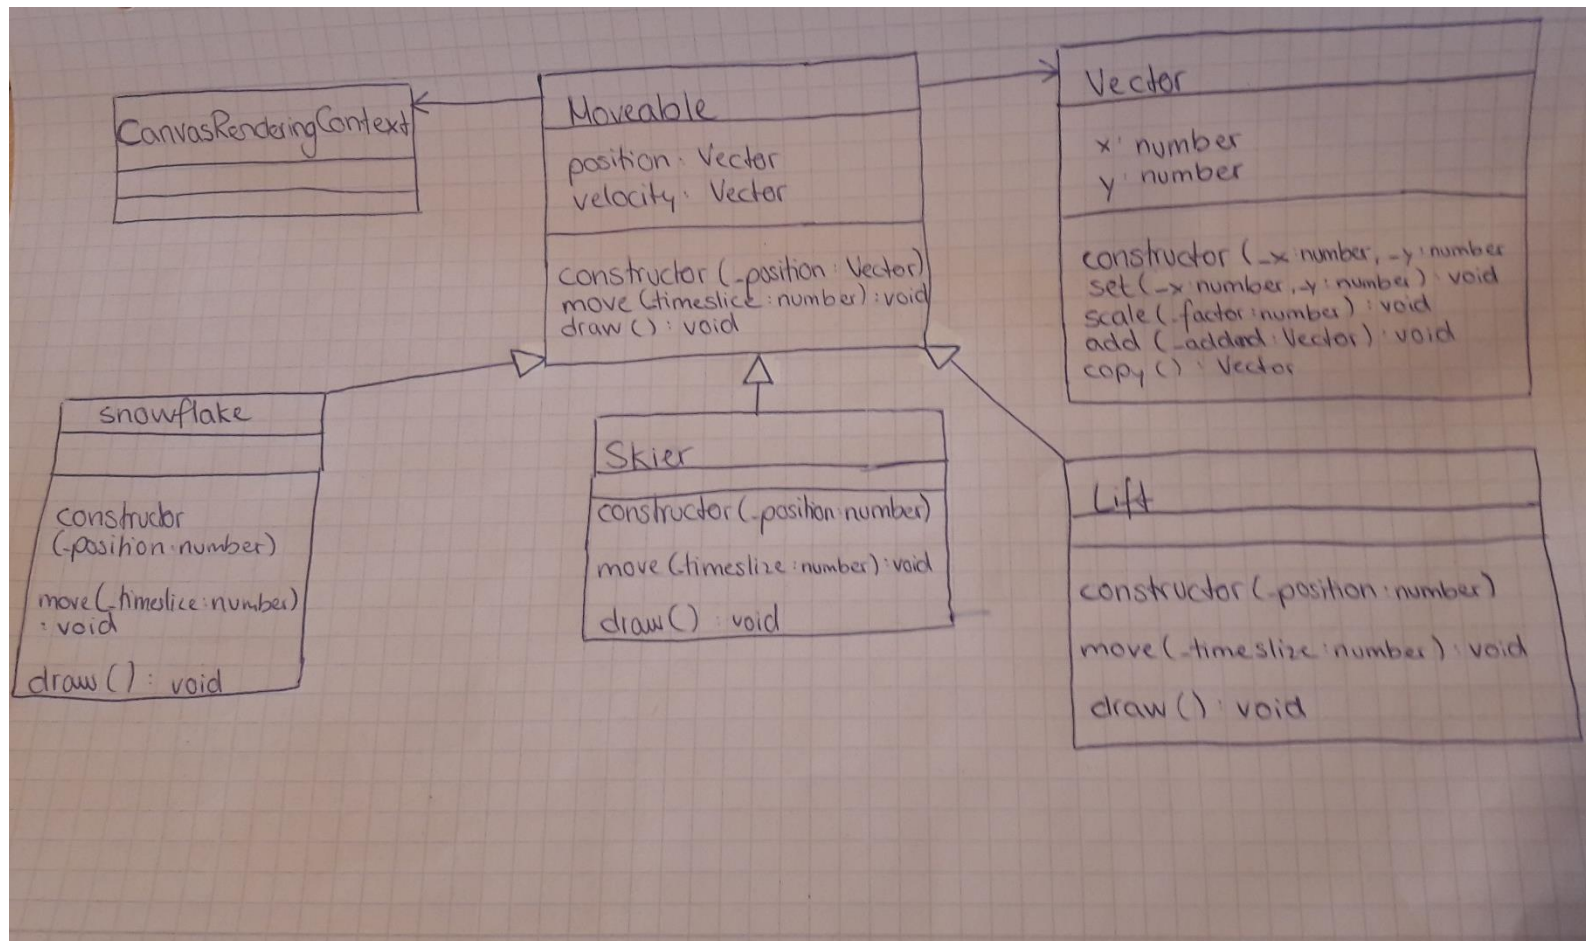 CanvasRenderingContext
Moveable
position: Vector
velocity: Vector
constructor (_position: Vector)
move (timeslice: number): void
draw (): void
Vector
x: number
y: number
constructor (_x: number, _y: number
set (_x: number, _y: number): void
scale (_factor: number): void
add (_added: Vector): void
copy (): Vector
snowflake
constructor
(_position: number)
move (_timeslice: number)
: void
draw (): void
Skier
constructor (_position: number)
move (timeslize: number): void
draw (): void
Lift
constructor (_position: number)
move (_timeslize: number): void
draw (): void